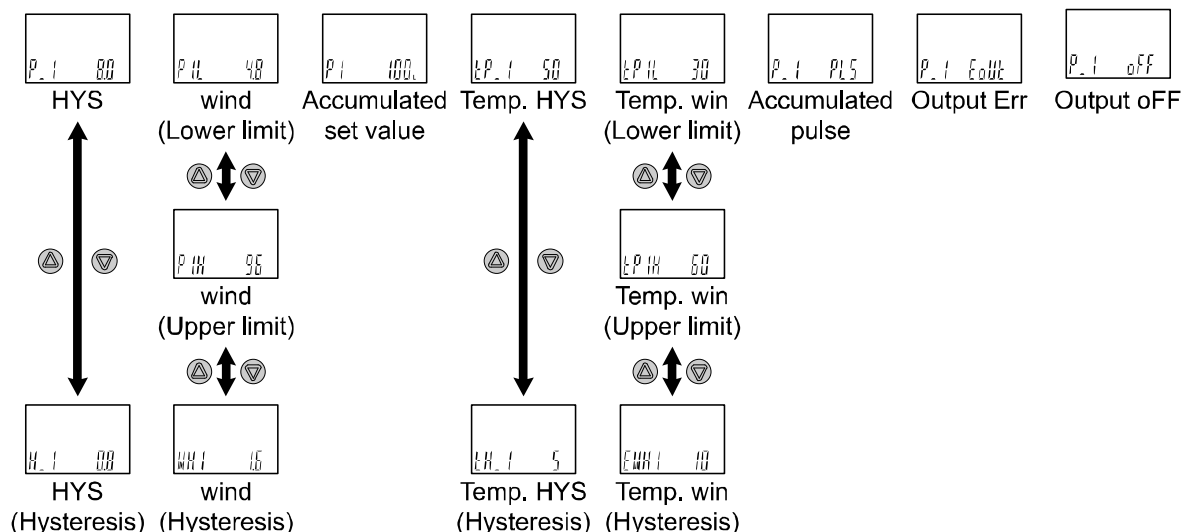 P_1 8.0
P1L 4.8
P1 100.
tP_1 50
tP1L 30
P_1 PLS
P_1 EoUt
P_1 oFF
HYS
wind
(Lower limit)
Accumulated
set value
Temp. HYS
Temp. win
(Lower limit)
Accumulated
pulse
Output Err
Output oFF
P1H 96
wind
(Upper limit)
tP1H 60
Temp. win
(Upper limit)
H_1 0.8
HYS
(Hysteresis)
WH1 1.6
wind
(Hysteresis)
tH_1 5
Temp. HYS
(Hysteresis)
tWH1 10
Temp. win
(Hysteresis)